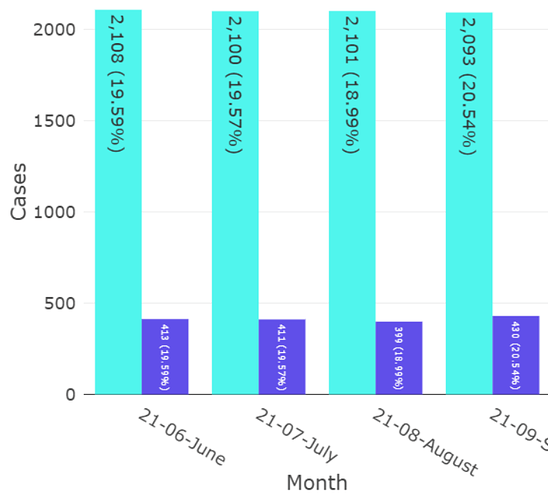 2000
1500
1000
500
0
Cases
2,108 (19.59%)
413 (19.59%)
2,100 (19.57%)
411 (19.57%)
2,101 (18.99%)
399 (18.99%)
2,093 (20.54%)
430 (20.54%)
21-06-June
21-07-July
21-08-August
21-09-S
Month